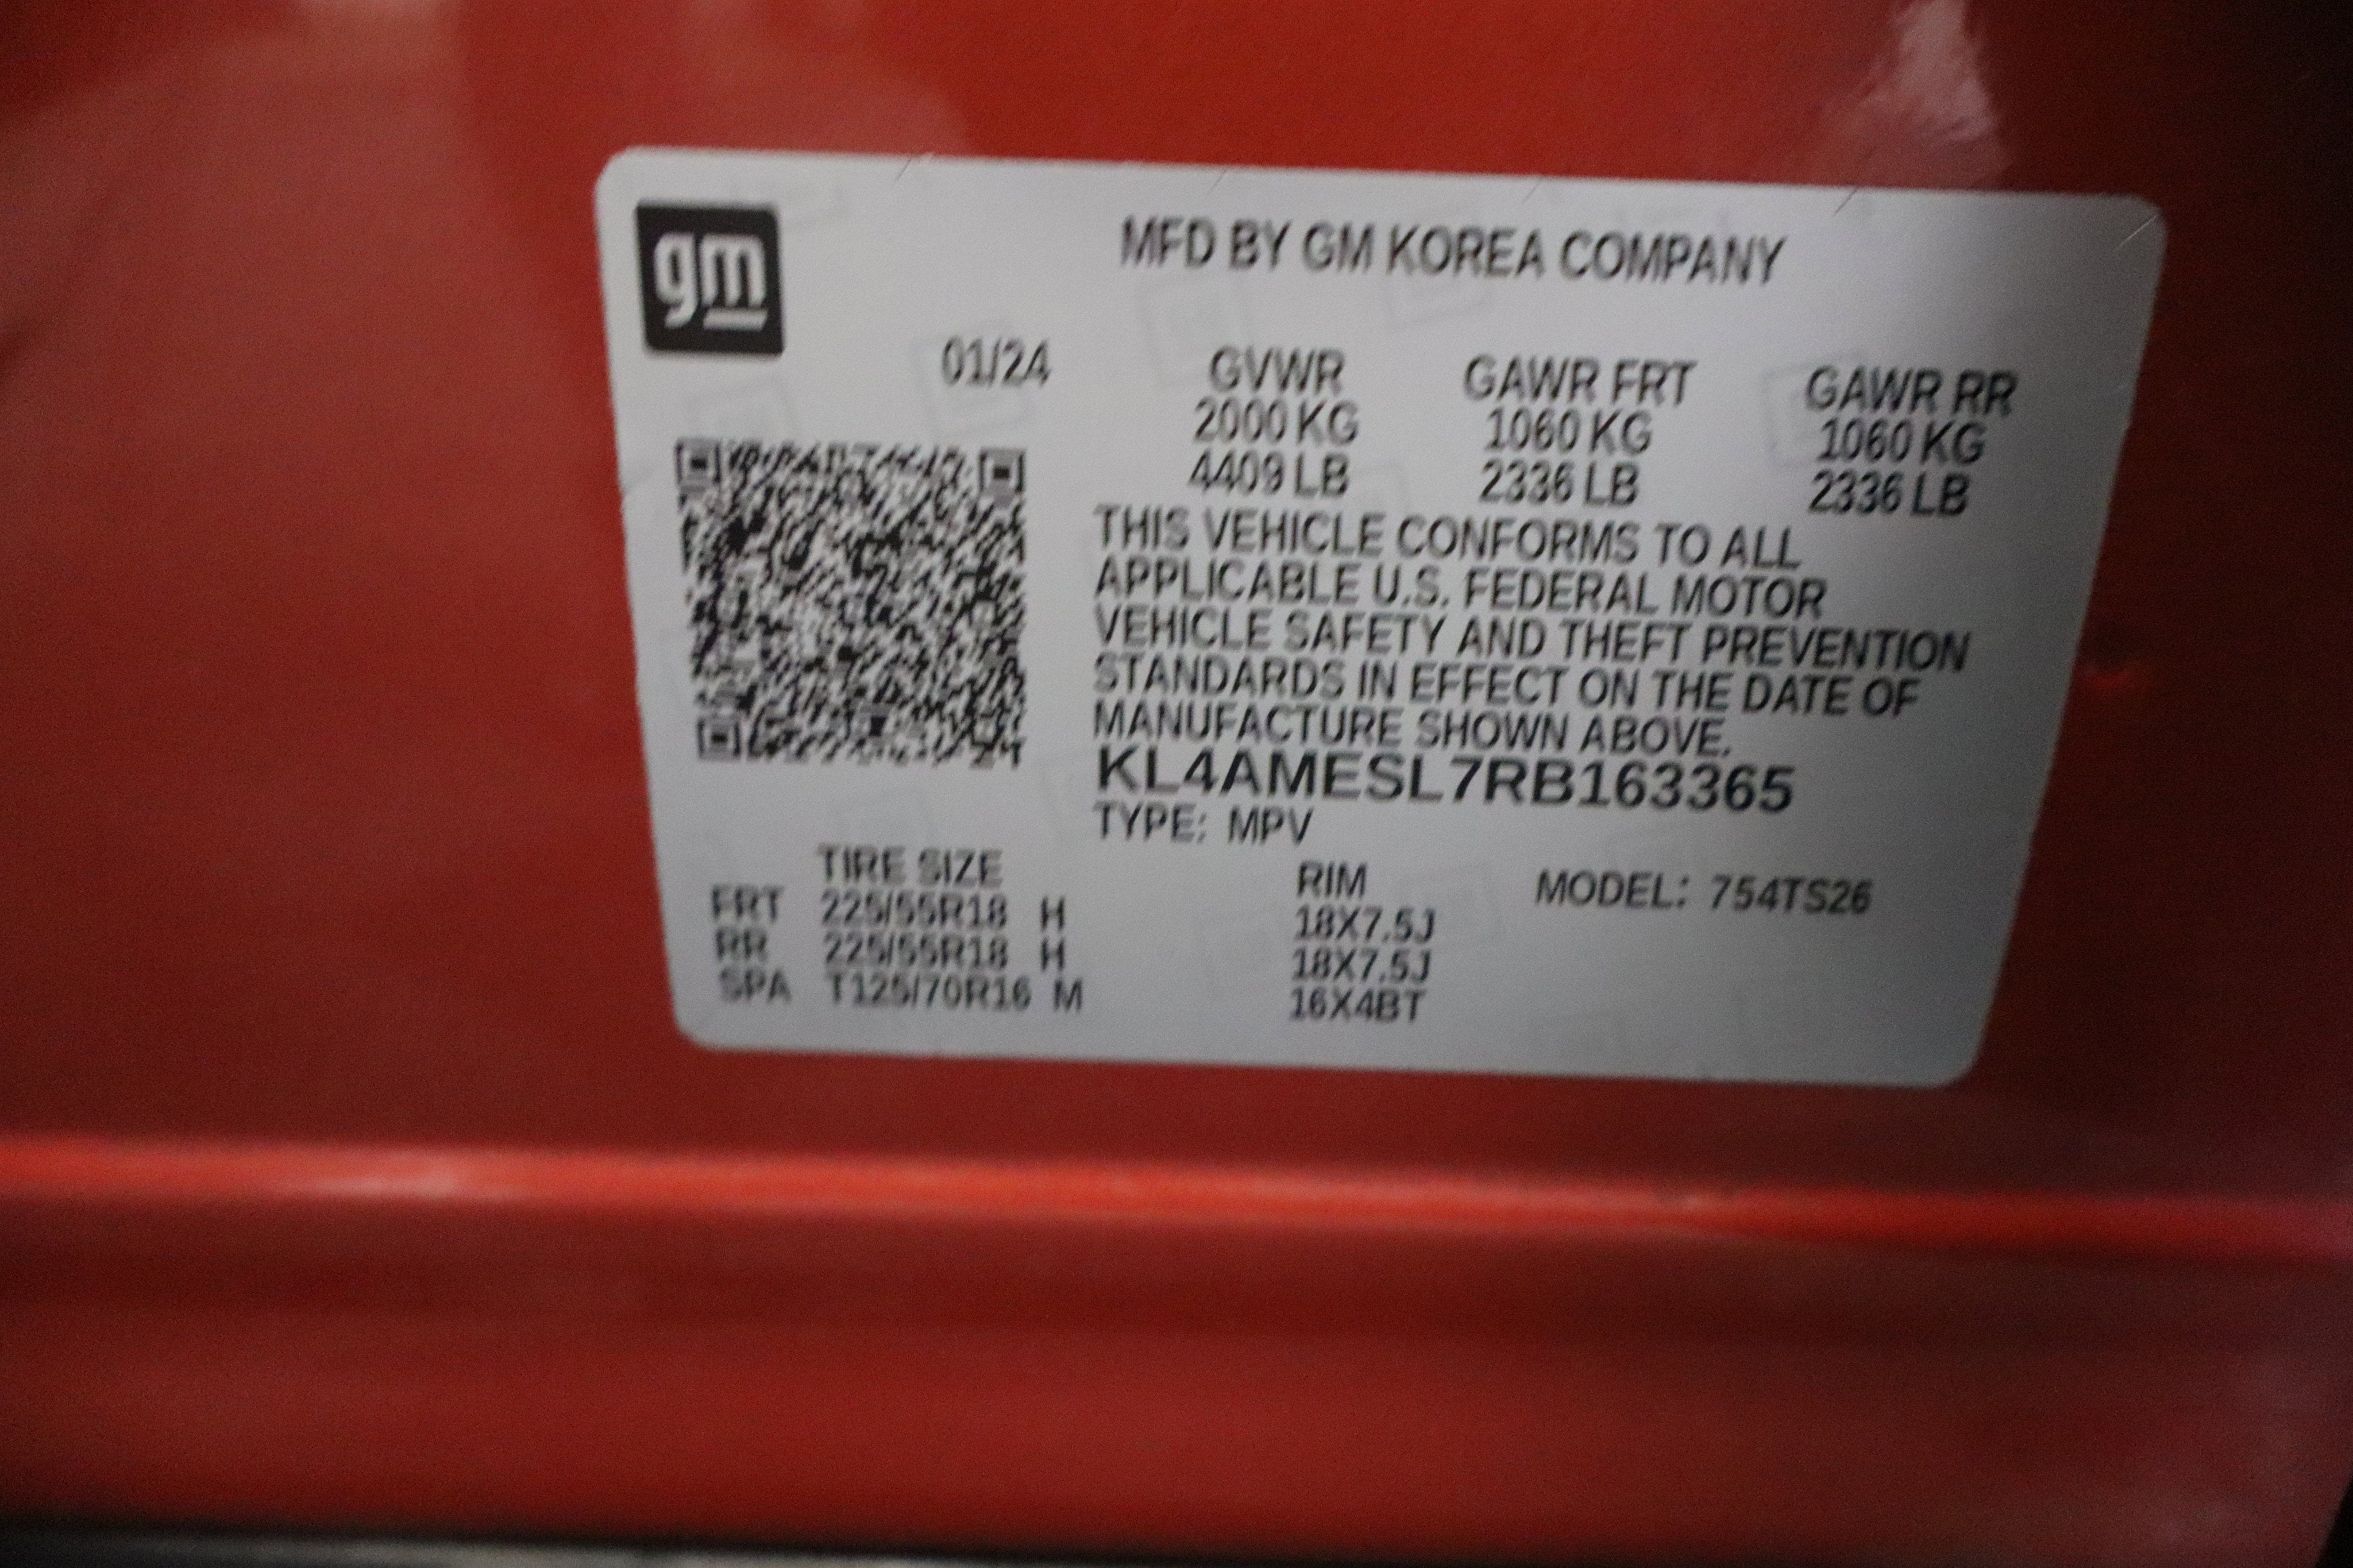 gm
MFD BY GM KOREA COMPANY
01/24
GVWR GAWR FRT GAWR RR
2000 KG 1060 KG 1060 KG
4409 LB 2336 LB 2336 LB
THIS VEHICLE CONFORMS TO ALL
APPLICABLE U.S. FEDERAL MOTOR
VEHICLE SAFETY AND THEFT PREVENTION
STANDARDS IN EFFECT ON THE DATE OF
MANUFACTURE SHOWN ABOVE.
KL4AMESL7RB163365
TYPE: MPV
TIRE SIZE RIM MODEL: 754TS26
FRT 225/55R18 H 18X7.5J
RR 225/55R18 H 18X7.5J
SPA T125/70R16 M 16X4BT